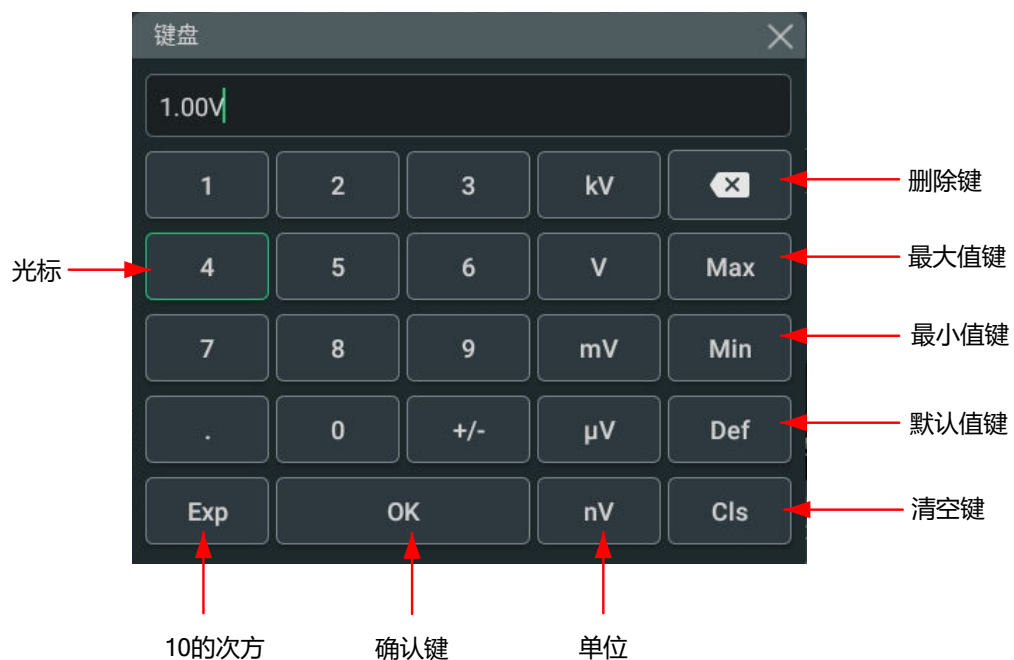 键盘
1.00V
1 2 3 kV
删除键
光标
4 5 6 V Max
最大值键
7 8 9 mV Min
最小值键
. 0 +/- µV Def
默认值键
Exp OK nV Cls
清空键
10的次方 确认键 单位